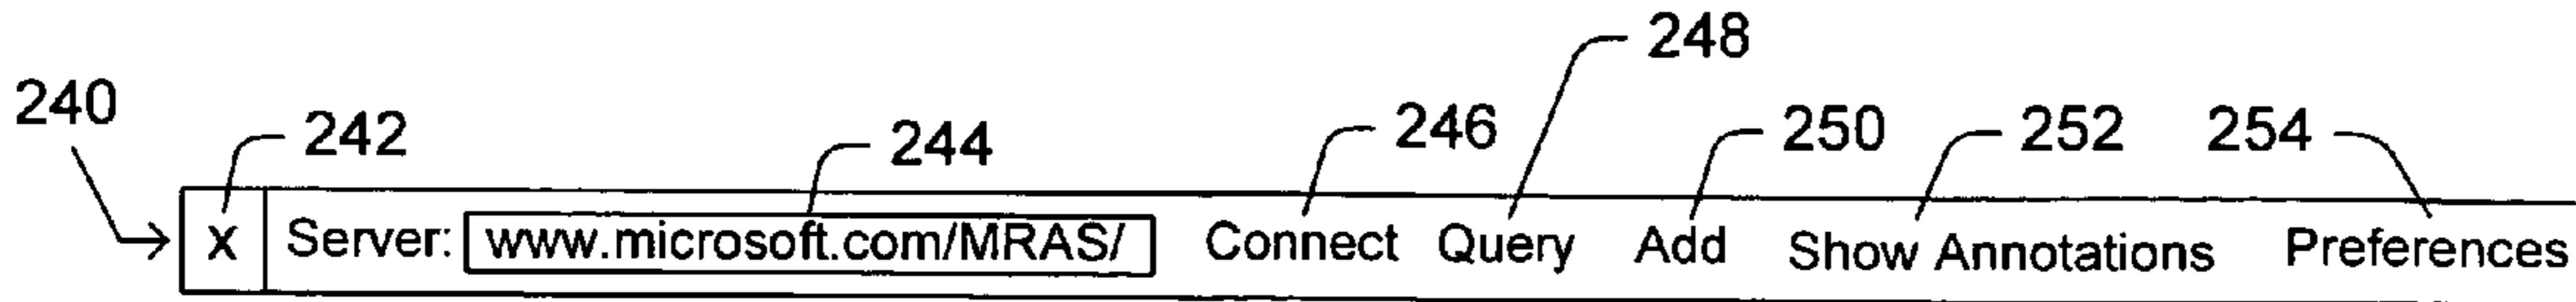 248
240 242 244 246 250 252 254
X Server: www.microsoft.com/MRAS/ Connect Query Add Show Annotations Preferences